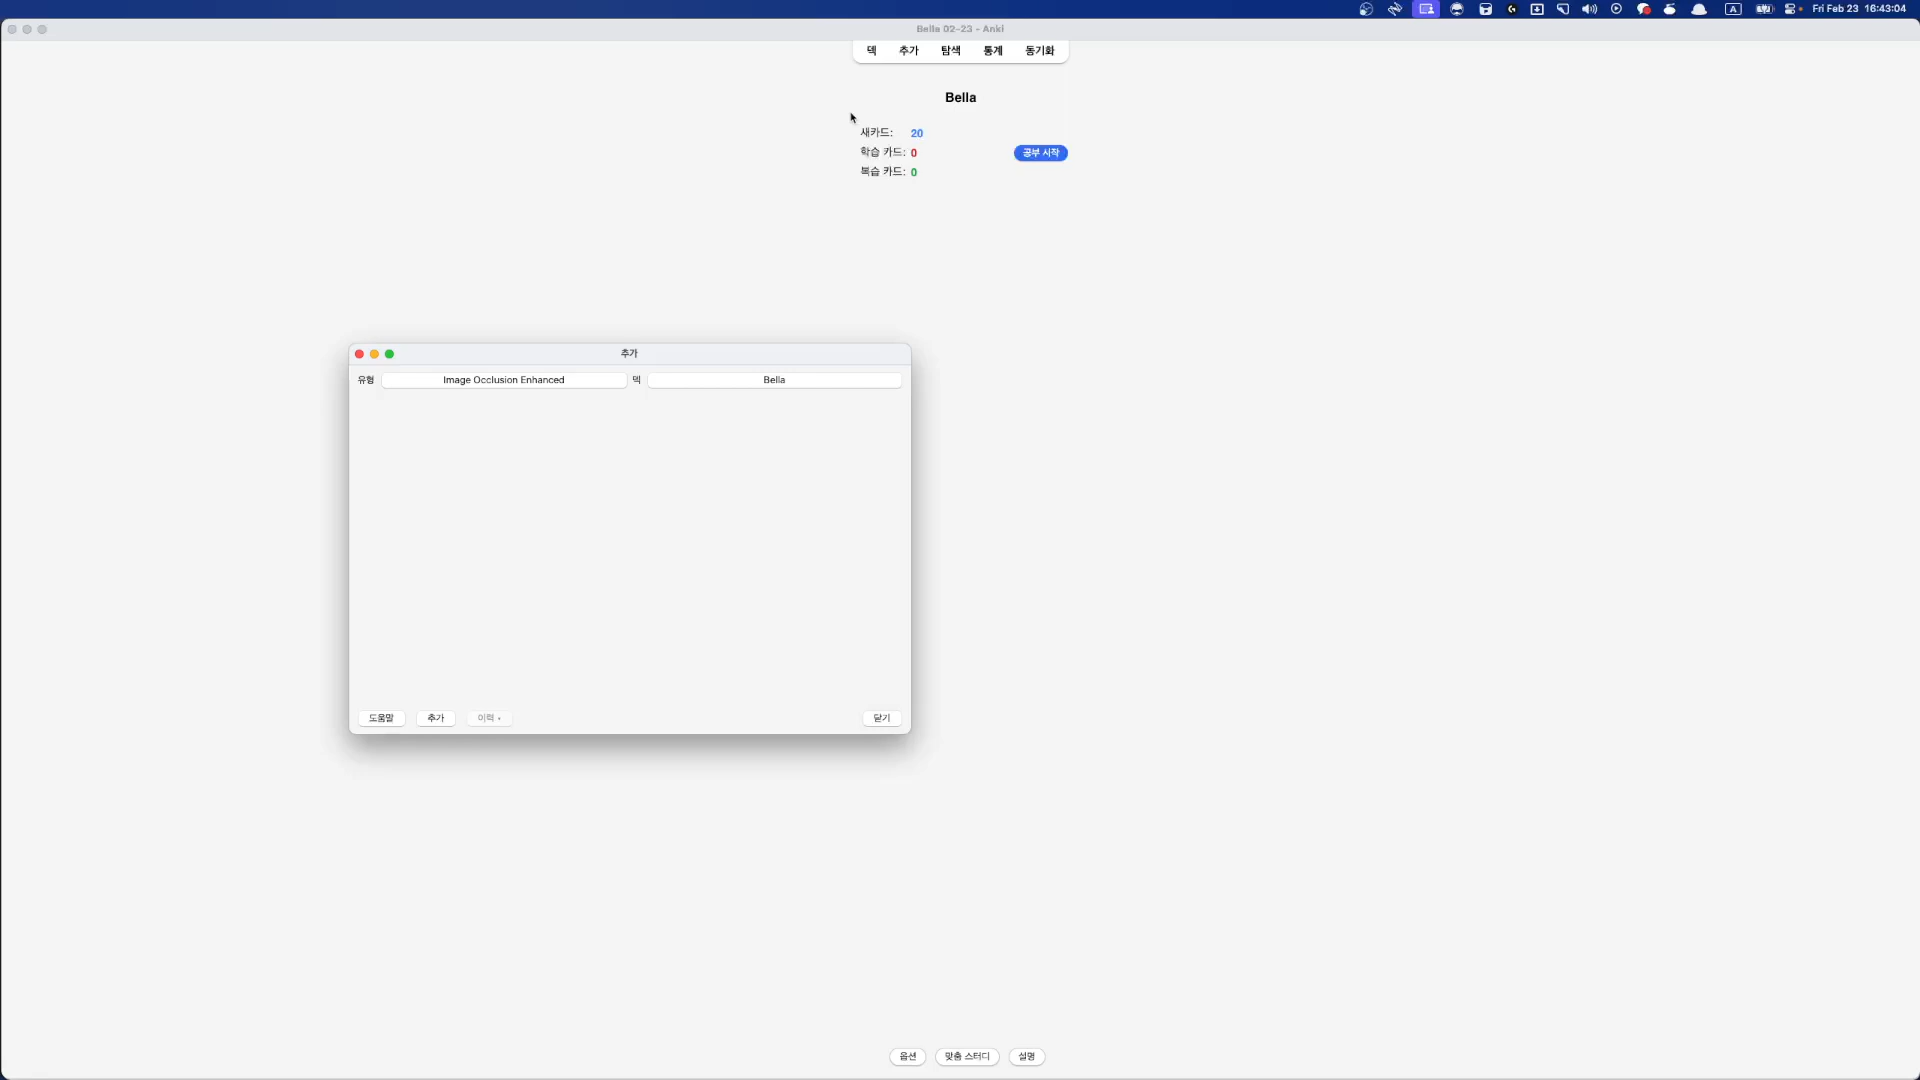 Fri Feb 23 16:43:04
Bella 02-23 - Anki
덱 추가 탐색 통계 동기화
Bella
새카드: 20
학습 카드: 0
공부 시작
복습 카드: 0
추가
유형 Image Occlusion Enhanced 덱 Bella
도움말 추가 이력 닫기
옵션 맞춤 스터디 설명